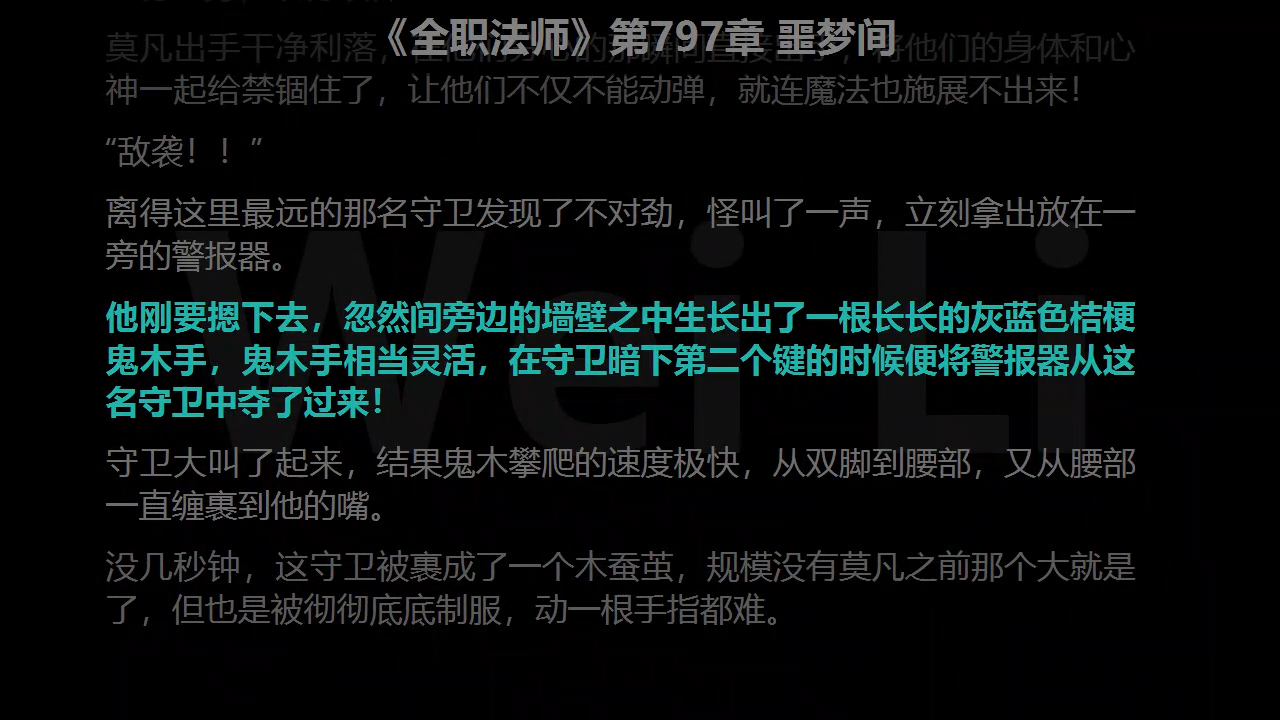 《全职法师》第797章 噩梦间
莫凡出手干净利落，
将他们的身体和心
神一起给禁锢住了，让他们不仅不能动弹，就连魔法也施展不出来！
“敌袭！！”
离得这里最远的那名守卫发现了不对劲，怪叫了一声，立刻拿出放在一
旁的警报器。
他刚要摁下去，忽然间旁边的墙壁之中生长出了一根长长的灰蓝色桔梗
鬼木手，鬼木手相当灵活，在守卫暗下第二个键的时候便将警报器从这
名守卫中夺了过来！
守卫大叫了起来，结果鬼木攀爬的速度极快，从双脚到腰部，又从腰部
一直缠裹到他的嘴。
没几秒钟，这守卫被裹成了一个木蚕茧，规模没有莫凡之前那个大就是
了，但也是被彻彻底底制服，动一根手指都难。
Wei Li